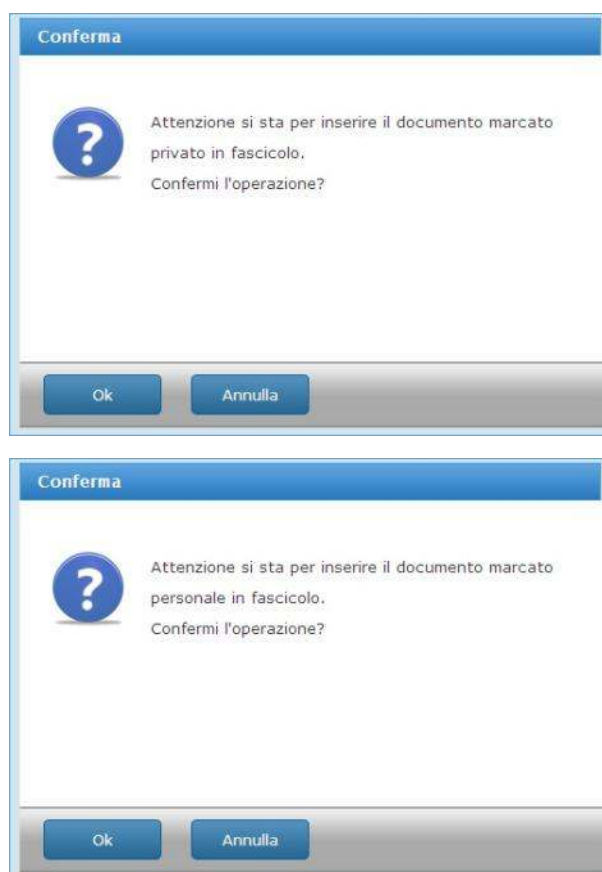 Conferma
Attenzione si sta per inserire il documento marcato
privato in fascicolo.
Confermi l'operazione?
Ok Annulla
Conferma
Attenzione si sta per inserire il documento marcato
personale in fascicolo.
Confermi l'operazione?
Ok Annulla